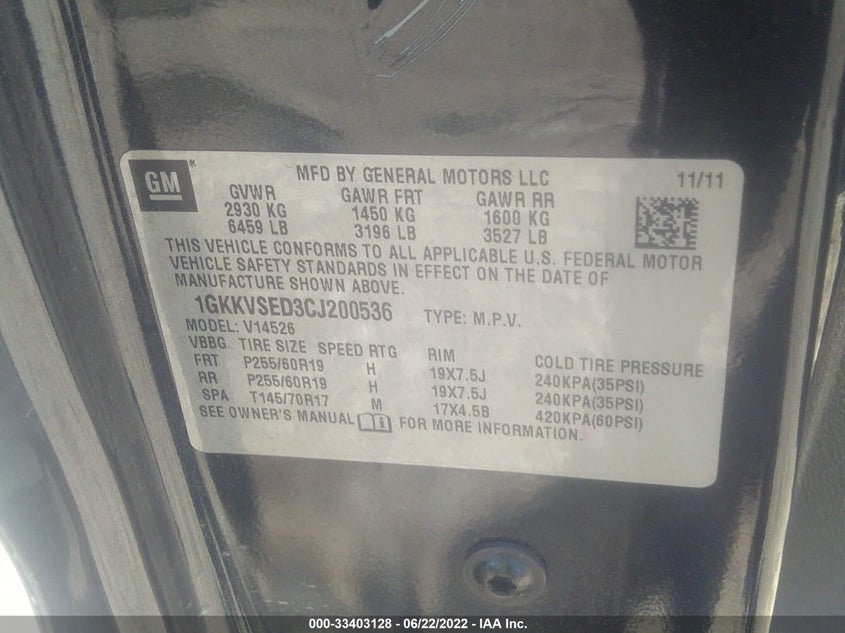 GM®
MFD BY GENERAL MOTORS LLC 11/11
GVWR GAWR FRT GAWR RR
2930 KG 1450 KG 1600 KG
6459 LB 3196 LB 3527 LB
THIS VEHICLE CONFORMS TO ALL APPLICABLE U.S. FEDERAL MOTOR
VEHICLE SAFETY STANDARDS IN EFFECT ON THE DATE OF
MANUFACTURE SHOWN ABOVE.
1GKKVSED3CJ200536 TYPE: M.P.V.
MODEL: V14526
VBBG TIRE SIZE SPEED RTG RIM COLD TIRE PRESSURE
FRT P255/60R19 H 19X7.5J 240KPA(35PSI)
RR P255/60R19 H 19X7.5J 240KPA(35PSI)
SPA T145/70R17 M 17X4.5B 420KPA(60PSI)
SEE OWNER'S MANUAL FOR MORE INFORMATION.
000-33403128 - 06/22/2022 - IAA Inc.